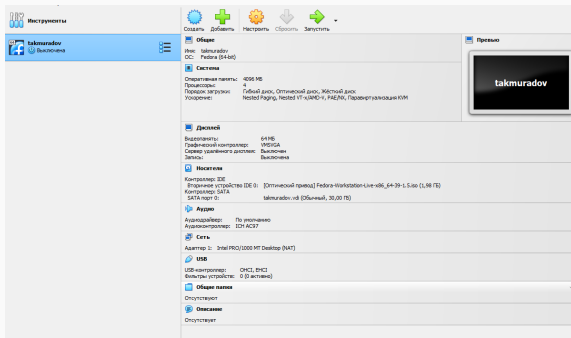 Инструменты
Создать Добавить Настроить Сбросить Запустить
takmuradov
Выключена
Общие
Имя: takmuradov
ОС: Fedora (64-bit)
Превью
takmuradov
Система
Оперативная память: 4096 МБ
Процессоры: 4
Порядок загрузки: Гибкий диск, Оптический диск, Жёсткий диск
Ускорение: Nested Paging, Nested VT-x/AMD-V, PAE/NX, Паравиртуализация KVM
Дисплей
Видеопамять: 64 МБ
Графический контроллер: VMSVGA
Сервер удалённого дисплея: Выключен
Запись: Выключена
Носители
Контроллер: IDE
Вторичное устройство IDE 0: [Оптический привод] Fedora-Workstation-Live-x86_64-39-1.5.iso (1,98 ГБ)
Контроллер: SATA
SATA порт 0: takmuradov.vdi (Обычный, 30,00 ГБ)
Аудио
Аудиодрайвер: По умолчанию
Аудиоконтроллер: ICH AC97
Сеть
Адаптер 1: Intel PRO/1000 MT Desktop (NAT)
USB
USB-контроллер: OHCI, EHCI
Фильтры устройств: 0 (0 активно)
Общие папки
Отсутствуют
Описание
Отсутствует